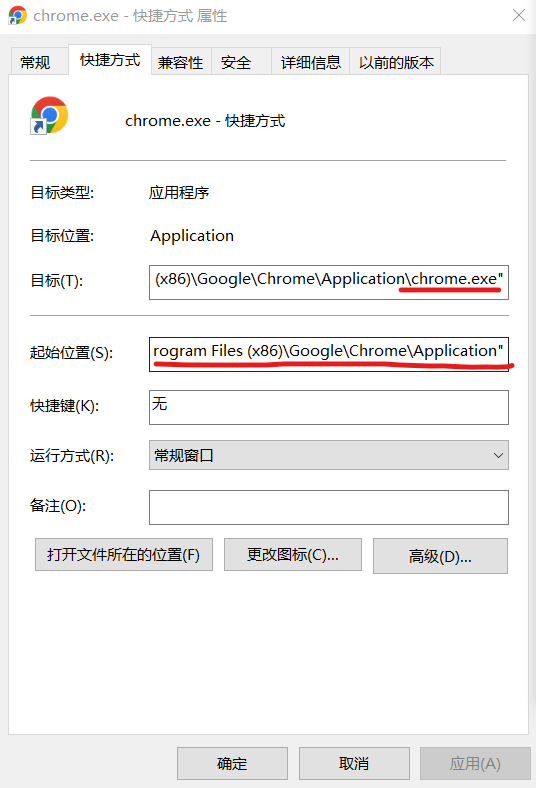 chrome.exe - 快捷方式 属性
常规 快捷方式 兼容性 安全 详细信息 以前的版本
chrome.exe - 快捷方式
目标类型: 应用程序
目标位置: Application
目标(T): (x86)\Google\Chrome\Application\chrome.exe"
起始位置(S): rogram Files (x86)\Google\Chrome\Application"
快捷键(K): 无
运行方式(R): 常规窗口
备注(O):
打开文件所在的位置(F) 更改图标(C)... 高级(D)...
确定 取消 应用(A)